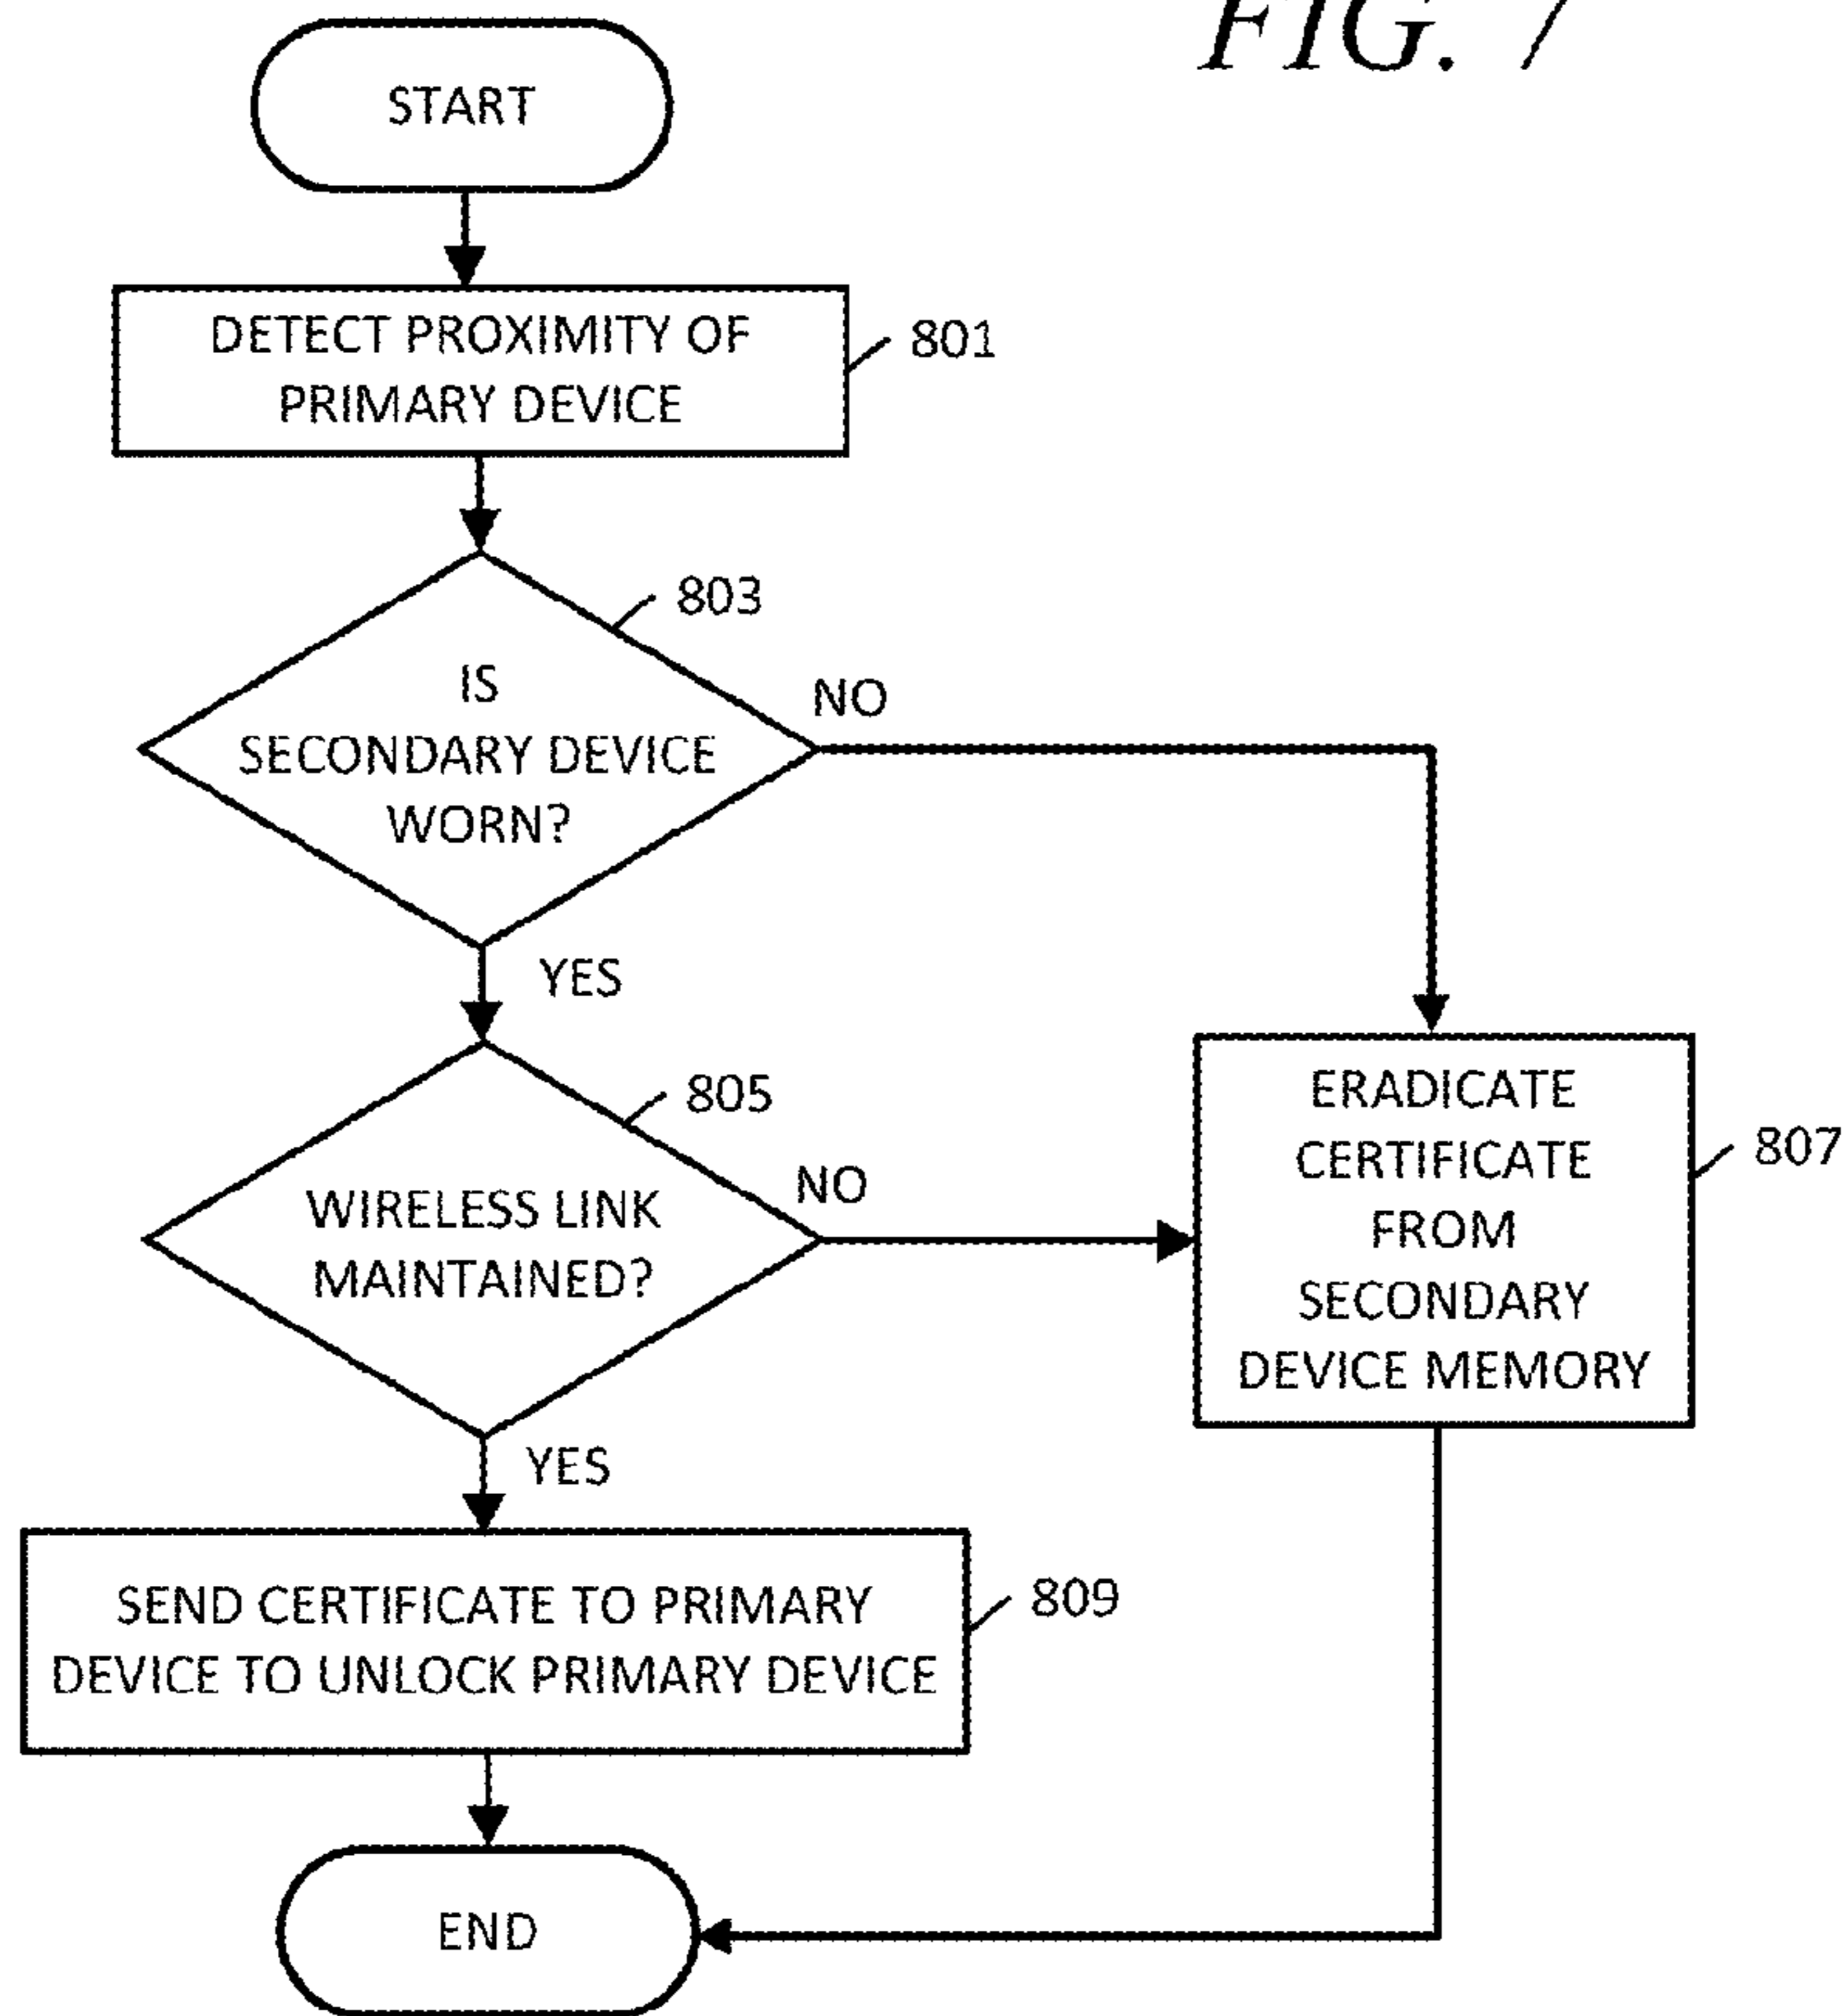 FIG. 7
START
DETECT PROXIMITY OF
PRIMARY DEVICE
801
803
IS
SECONDARY DEVICE
WORN?
NO
YES
805
WIRELESS LINK
MAINTAINED?
NO
ERADICATE
CERTIFICATE
FROM
SECONDARY
DEVICE MEMORY
807
YES
SEND CERTIFICATE TO PRIMARY
DEVICE TO UNLOCK PRIMARY DEVICE
809
END